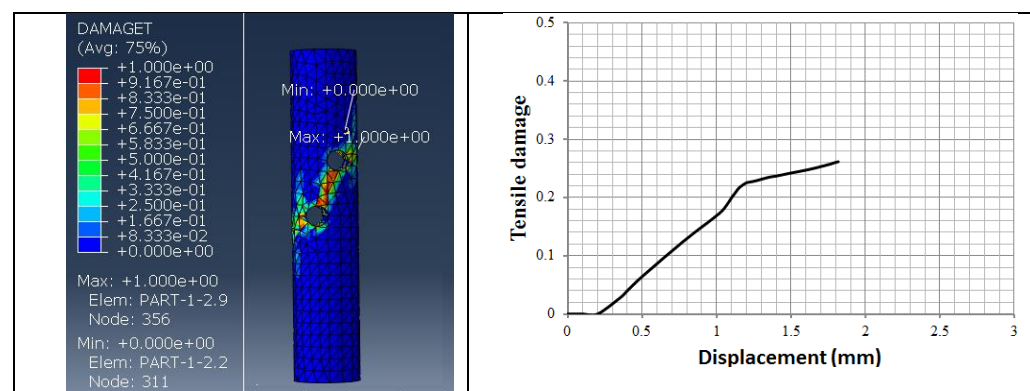 DAMAGET
(Avg: 75%)
+1.000e+00
+9.167e-01
+8.333e-01
+7.500e-01
+6.667e-01
+5.833e-01
+5.000e-01
+4.167e-01
+3.333e-01
+2.500e-01
+1.667e-01
+8.333e-02
+0.000e+00
Max: +1.000e+00
Elem: PART-1-2.9
Node: 356
Min: +0.000e+00
Elem: PART-1-2.2
Node: 311
Min: +0.000e+00
Max: +1.000e+00
Tensile damage
0.5
0.4
0.3
0.2
0.1
0
0 0.5 1 1.5 2 2.5 3
Displacement (mm)